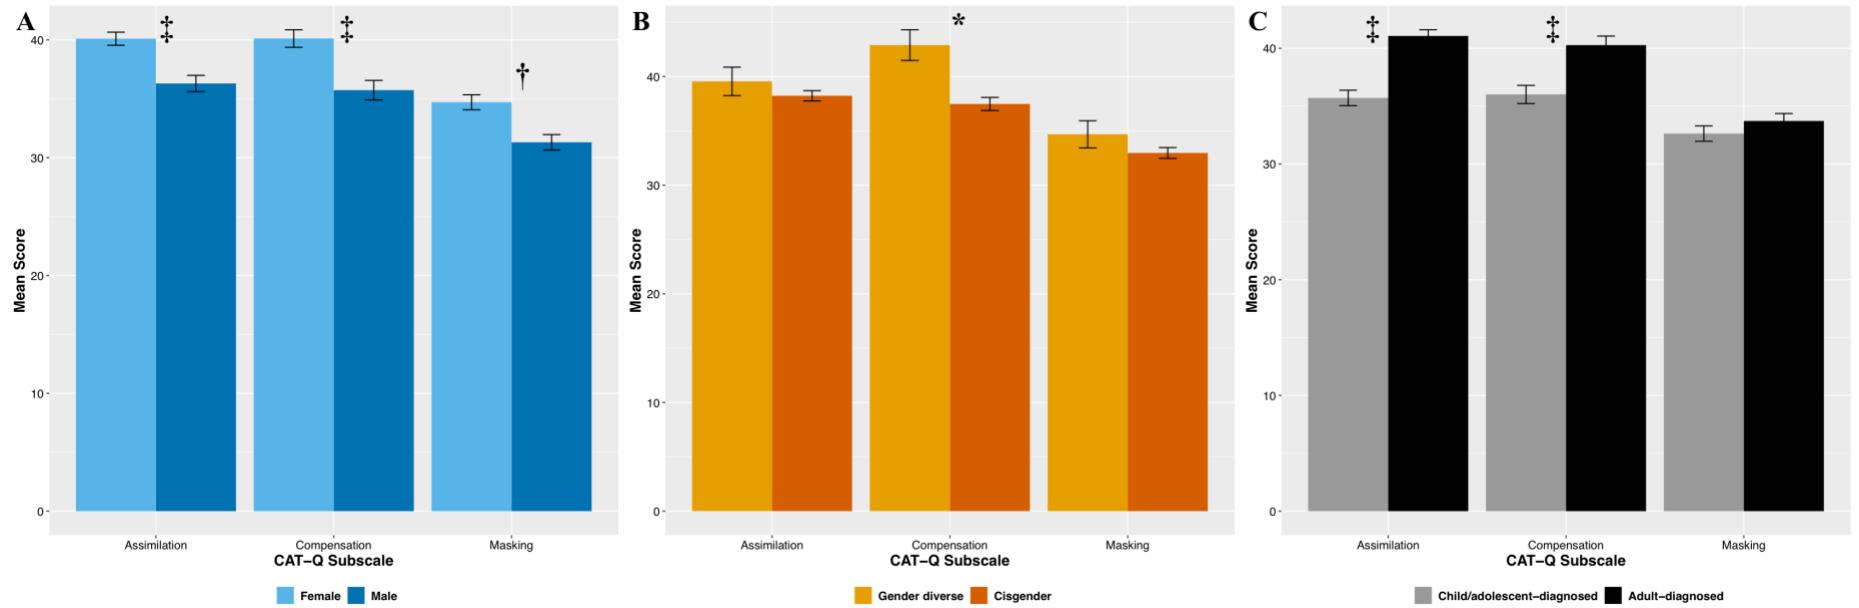 A
‡
‡
†
40
30
20
10
0
Mean Score
Assimilation Compensation Masking
CAT–Q Subscale
Female Male
B
*
40
30
20
10
0
Mean Score
Assimilation Compensation Masking
CAT–Q Subscale
Gender diverse Cisgender
C
‡
‡
40
30
20
10
0
Mean Score
Assimilation Compensation Masking
CAT–Q Subscale
Child/adolescent–diagnosed Adult–diagnosed